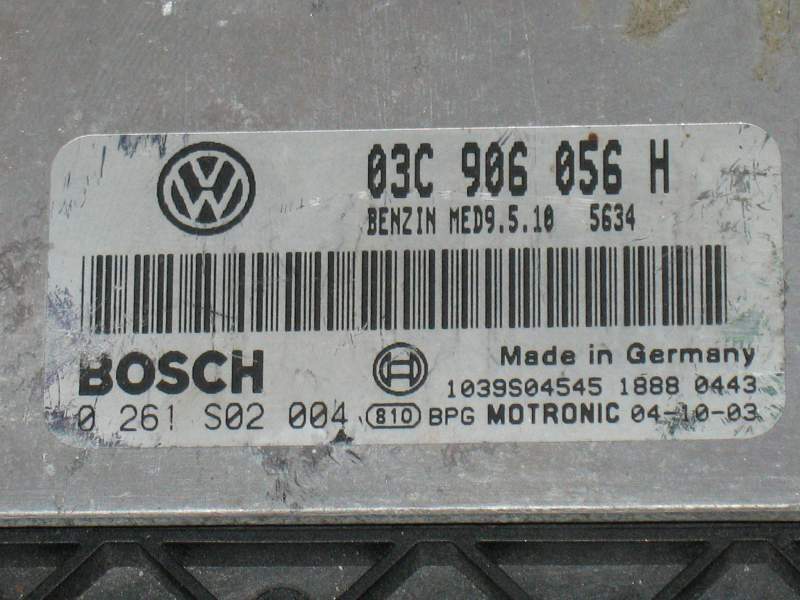 03C 906 056 H
BENZIN MED9.5.10 5634
BOSCH
Made in Germany
1039S04545 1888 0443
0 261 S02 004 810 BPG MOTRONIC 04-10-03